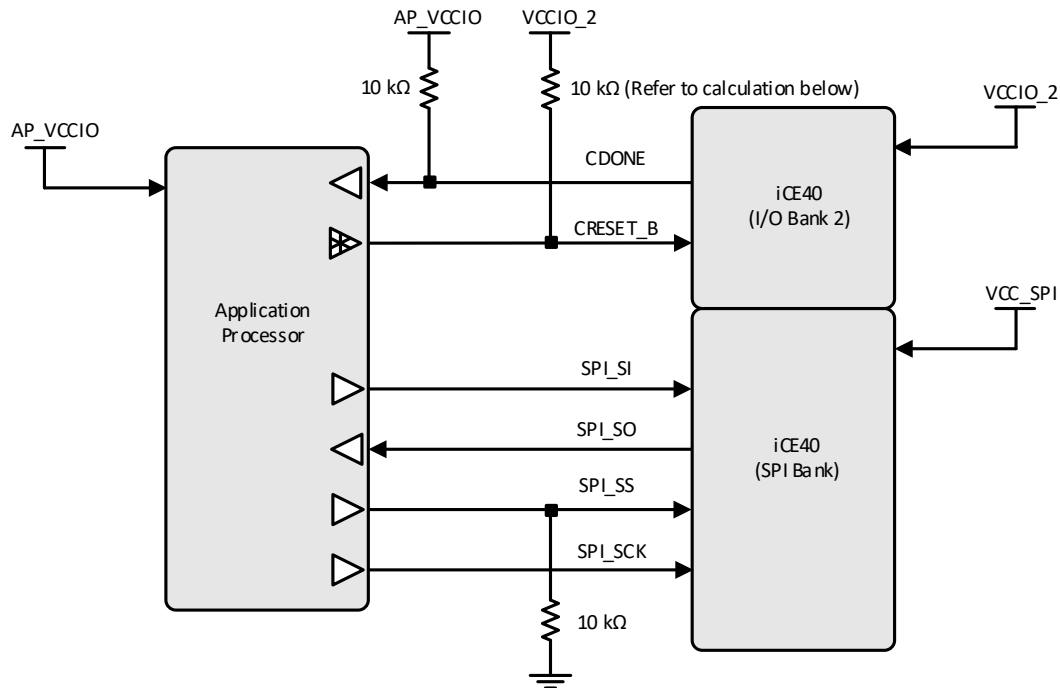 AP_VCCIO
VCCIO_2
10 kΩ
10 kΩ (Refer to calculation below)
VCCIO_2
AP_VCCIO
CDONE
iCE40
(I/O Bank 2)
CRESET_B
VCC_SPI
Application
Processor
SPI_SI
SPI_SO
iCE40
(SPI Bank)
SPI_SS
SPI_SCK
10 kΩ